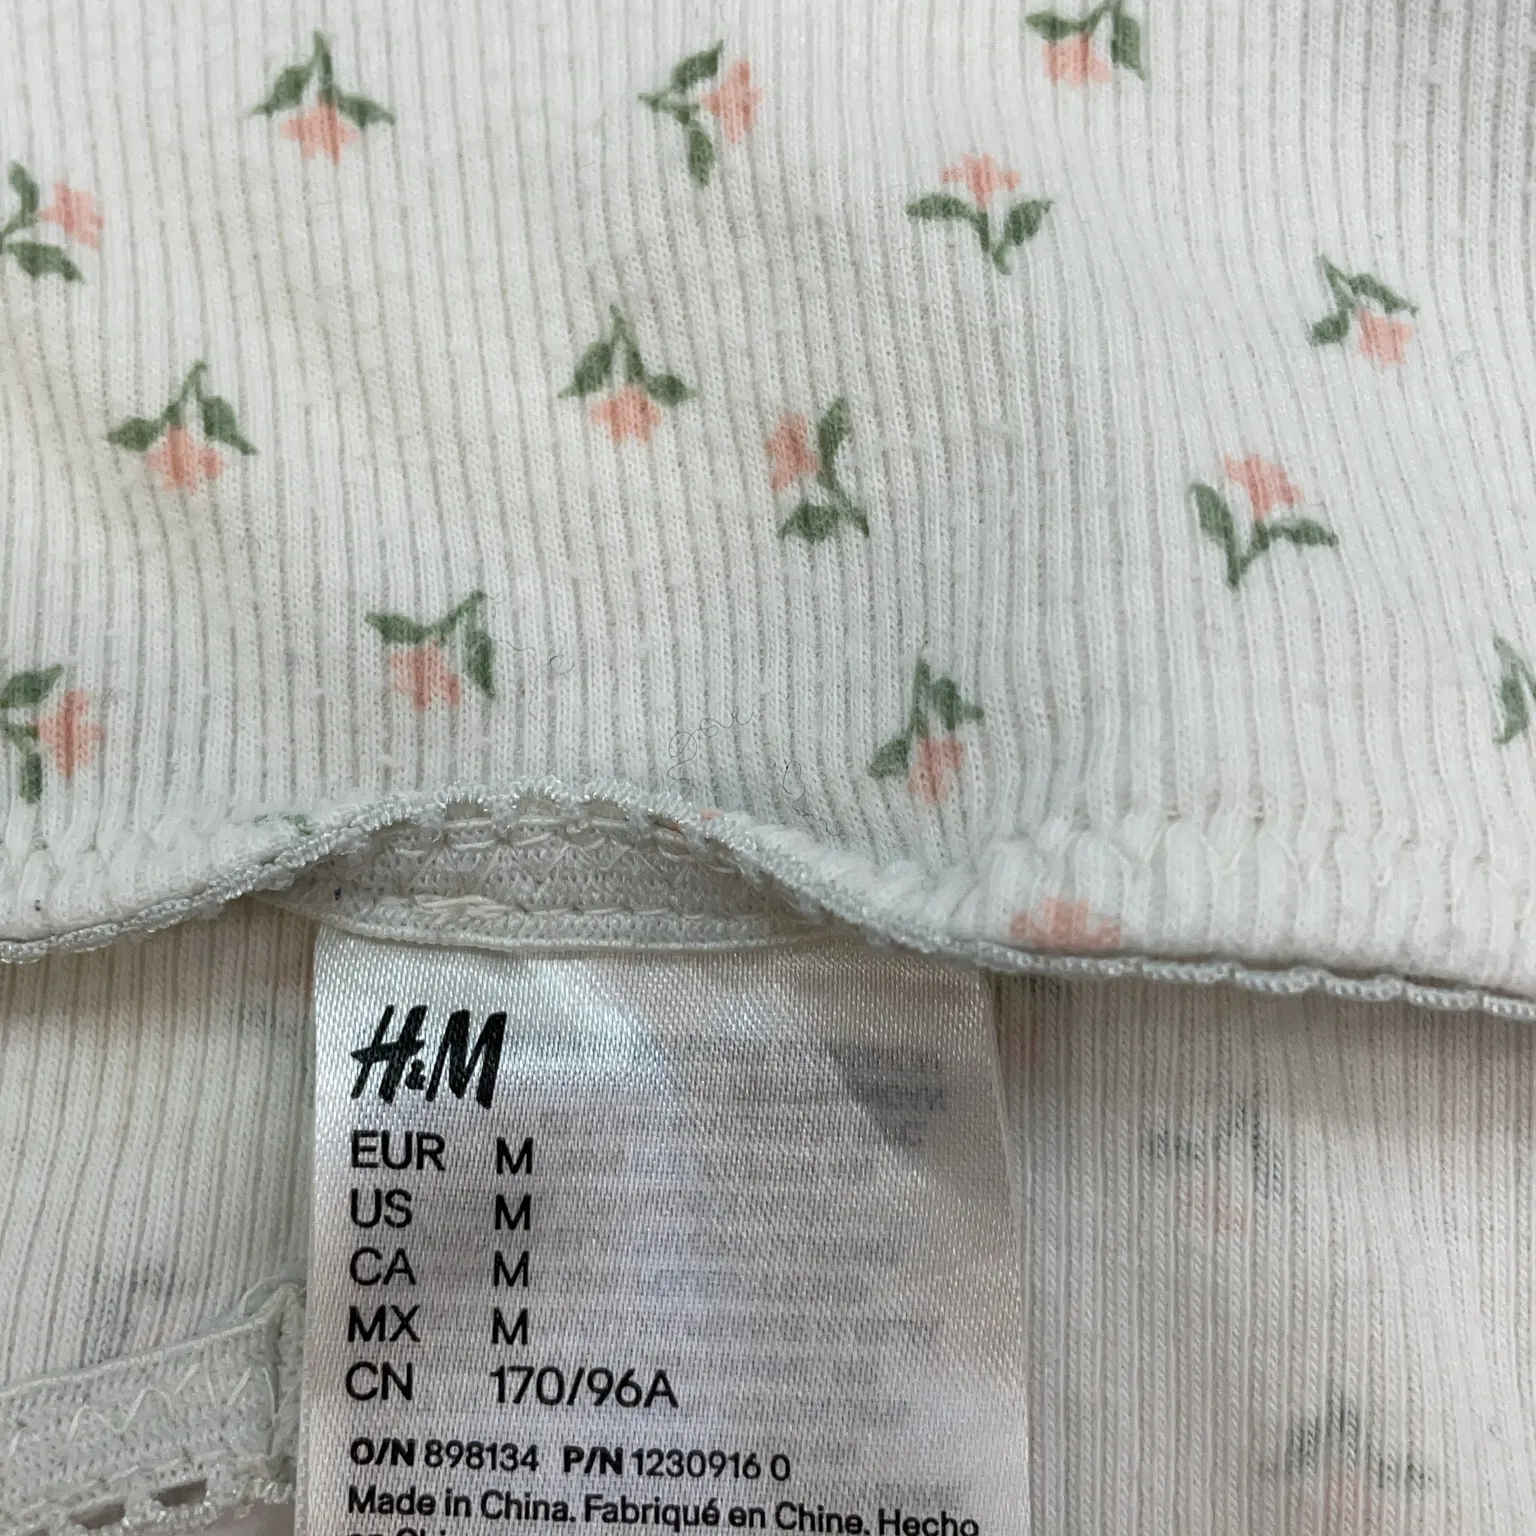 H&M
EUR M
US M
CA M
MX M
CN 170/96A
O/N 898134 P/N 1230916 0
Made in China. Fabriqué en Chine. Hecho